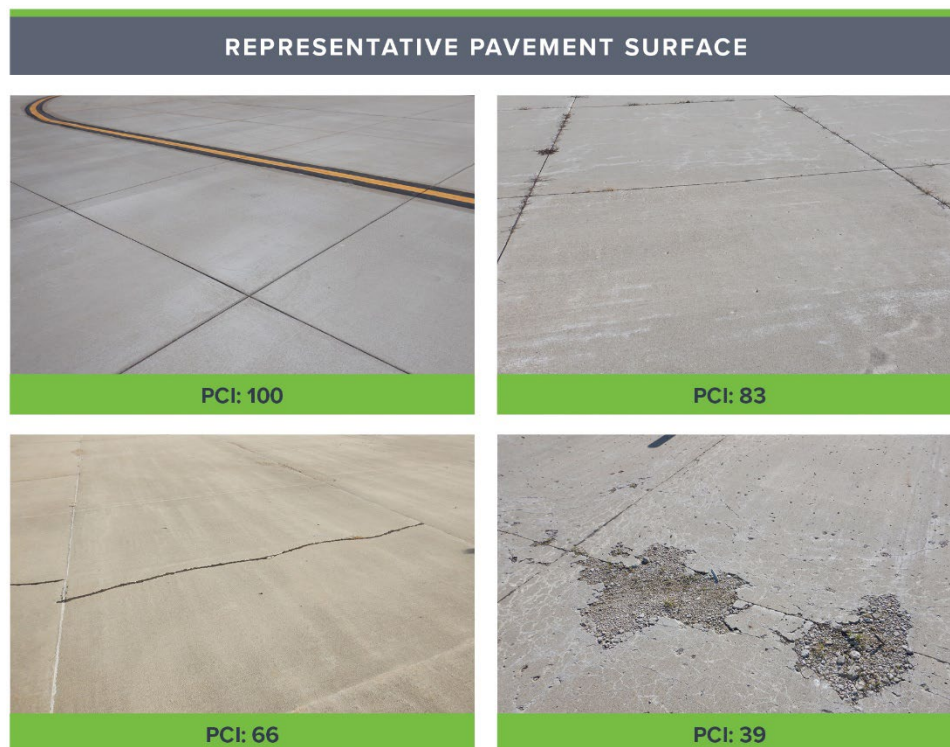 REPRESENTATIVE PAVEMENT SURFACE
PCI: 100
PCI: 83
PCI: 66
PCI: 39